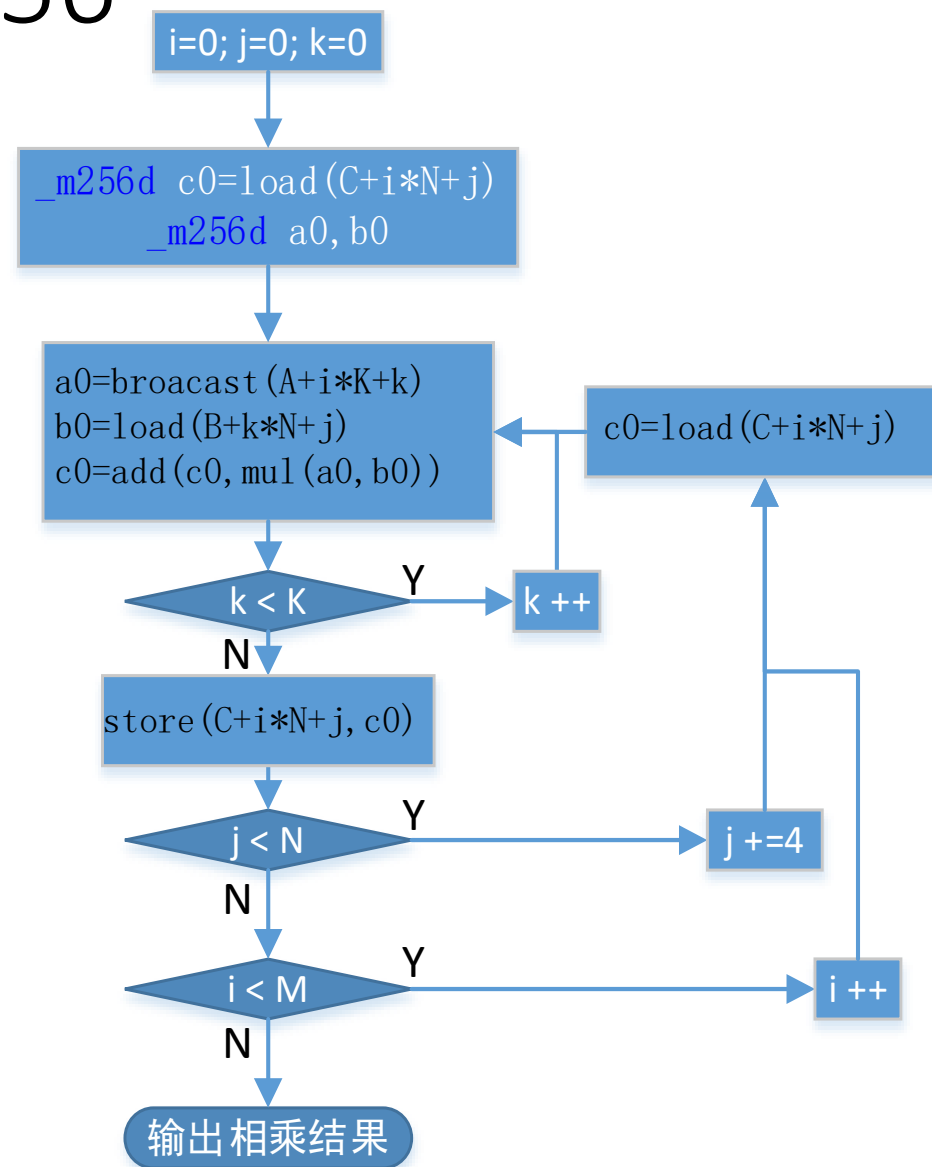 i=0; j=0; k=0
_m256d c0=load(C+i*N+j)
_m256d a0,b0
a0=broacast(A+i*K+k)
b0=load(B+k*N+j)
c0=add(c0,mul(a0,b0))
c0=load(C+i*N+j)
k < K
Y
k ++
N
store(C+i*N+j,c0)
j < N
Y
j +=4
N
i < M
Y
i ++
N
输出相乘结果